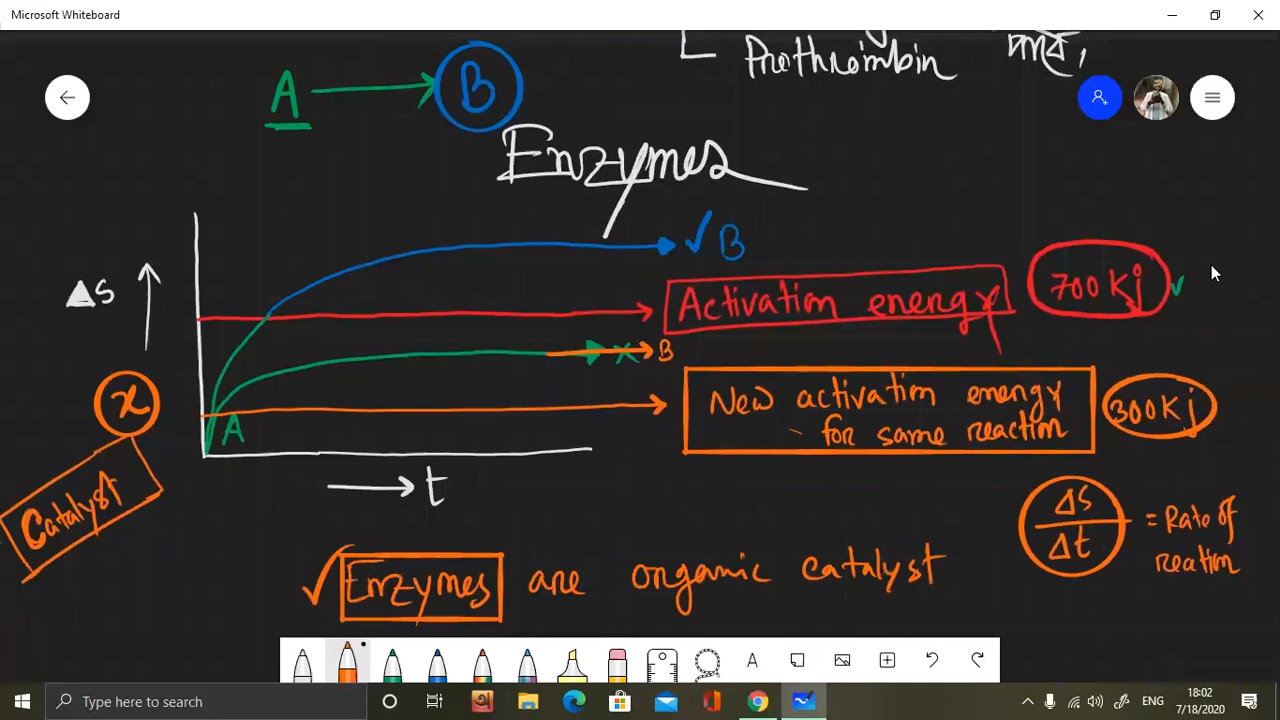 Microsoft Whiteboard
Prothrombin
A → B
Enzymes
✓ B
Δs
Activation energy
700 Kj ✓
x B
x
New activation energy
for same reaction
300 Kj
A
Catalyst
→ t
Δs
Δt
= Rate of
reation
✓ Enzymes are organic catalyst
A
Type here to search
ENG
18:02
7/18/2020